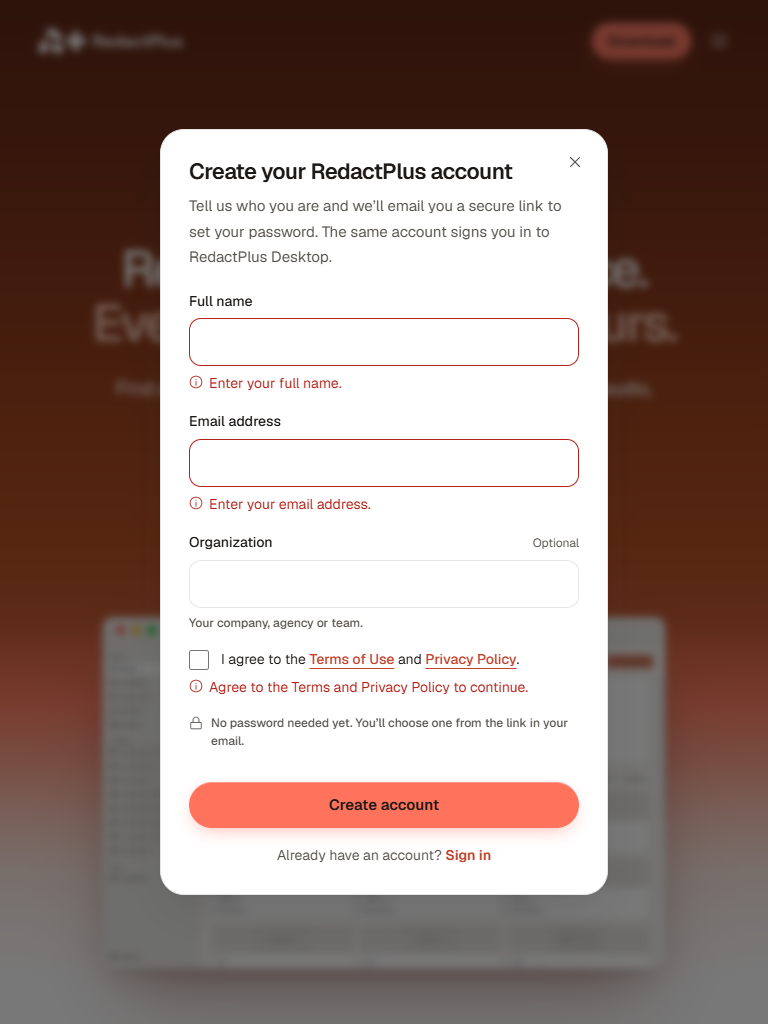 RedactPlus
Download
Create your RedactPlus account
Tell us who you are and we’ll email you a secure link to
set your password. The same account signs you in to
RedactPlus Desktop.
Full name
Enter your full name.
Email address
Enter your email address.
Organization
Optional
Your company, agency or team.
I agree to the Terms of Use and Privacy Policy.
Agree to the Terms and Privacy Policy to continue.
No password needed yet. You’ll choose one from the link in your
email.
Create account
Already have an account? Sign in